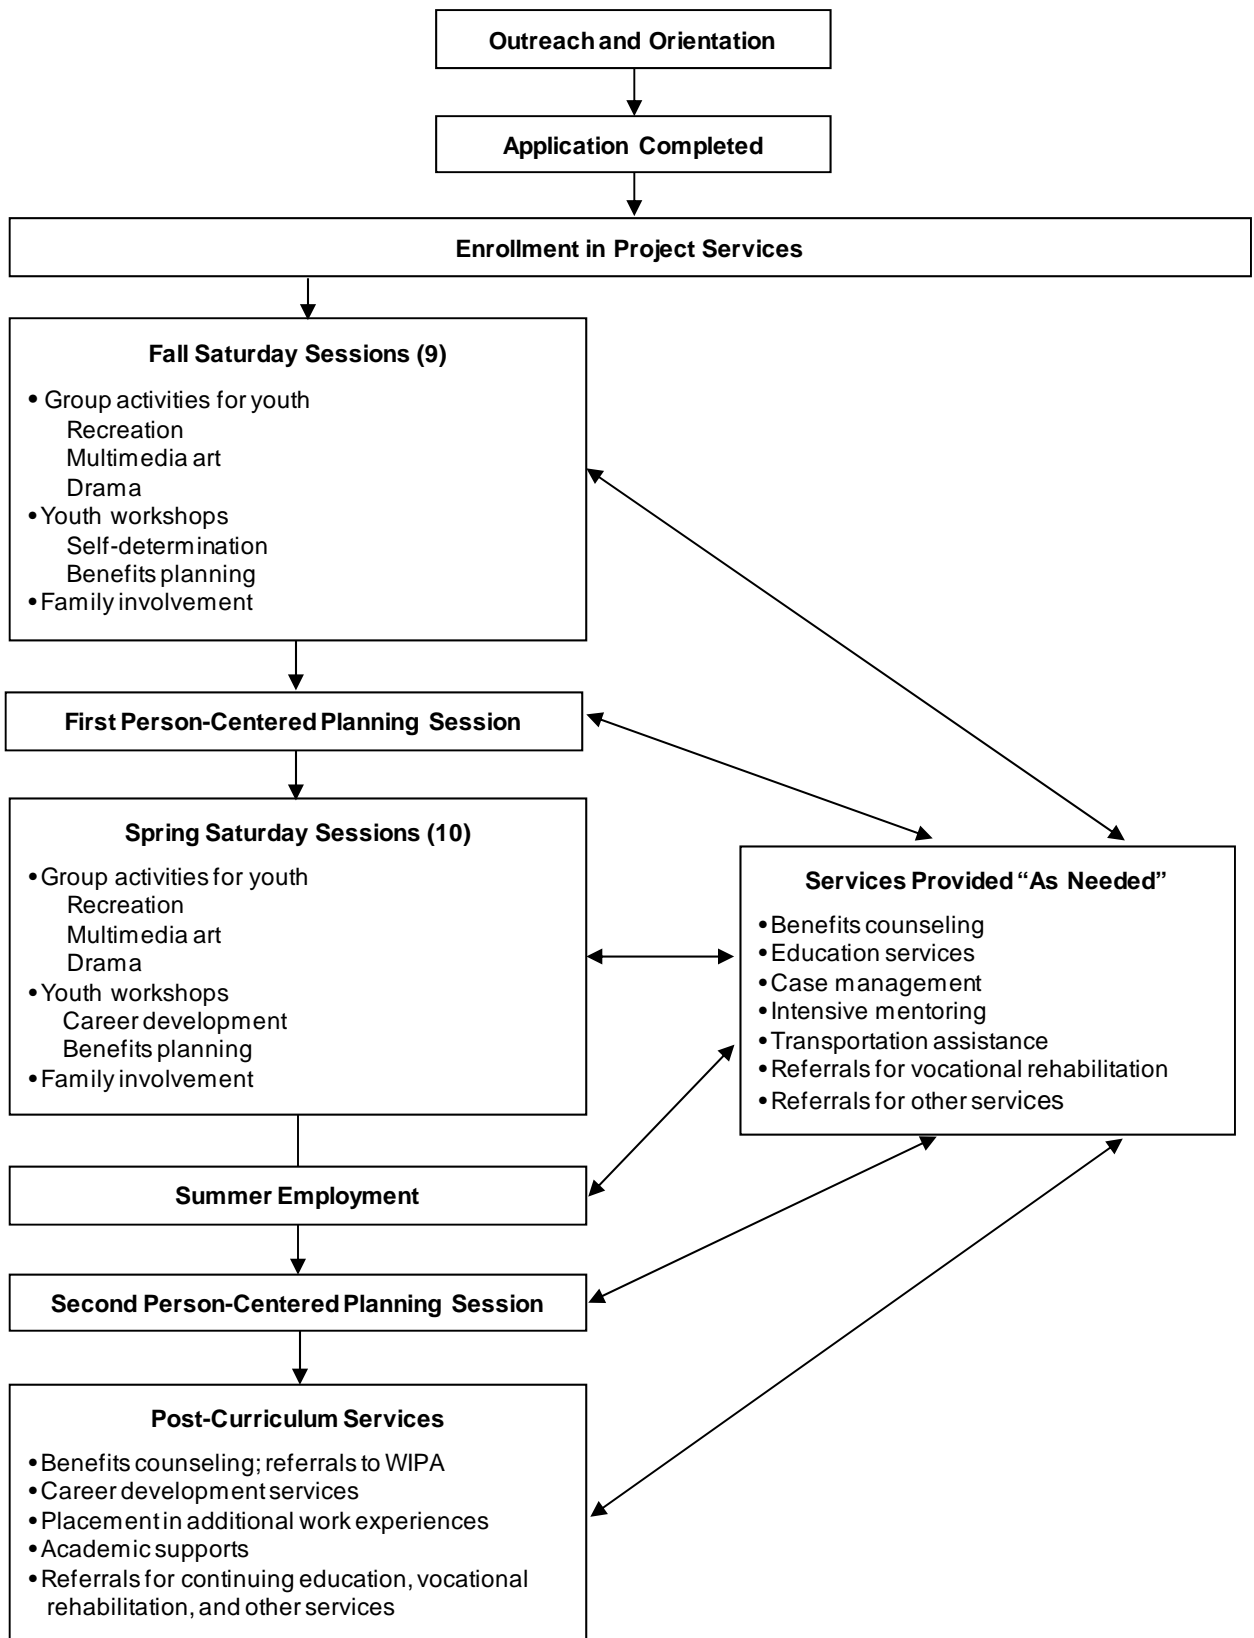 Outreach and Orientation
Application Completed
Enrollment in Project Services
Fall Saturday Sessions (9)
• Group activities for youth
Recreation
Multimedia art
Drama
• Youth workshops
Self-determination
Benefits planning
• Family involvement
First Person-Centered Planning Session
Spring Saturday Sessions (10)
• Group activities for youth
Recreation
Multimedia art
Drama
• Youth workshops
Career development
Benefits planning
• Family involvement
Services Provided “As Needed”
• Benefits counseling
• Education services
• Case management
• Intensive mentoring
• Transportation assistance
• Referrals for vocational rehabilitation
• Referrals for other services
Summer Employment
Second Person-Centered Planning Session
Post-Curriculum Services
• Benefits counseling; referrals to WIPA
• Career development services
• Placement in additional work experiences
• Academic supports
• Referrals for continuing education, vocational
rehabilitation, and other services